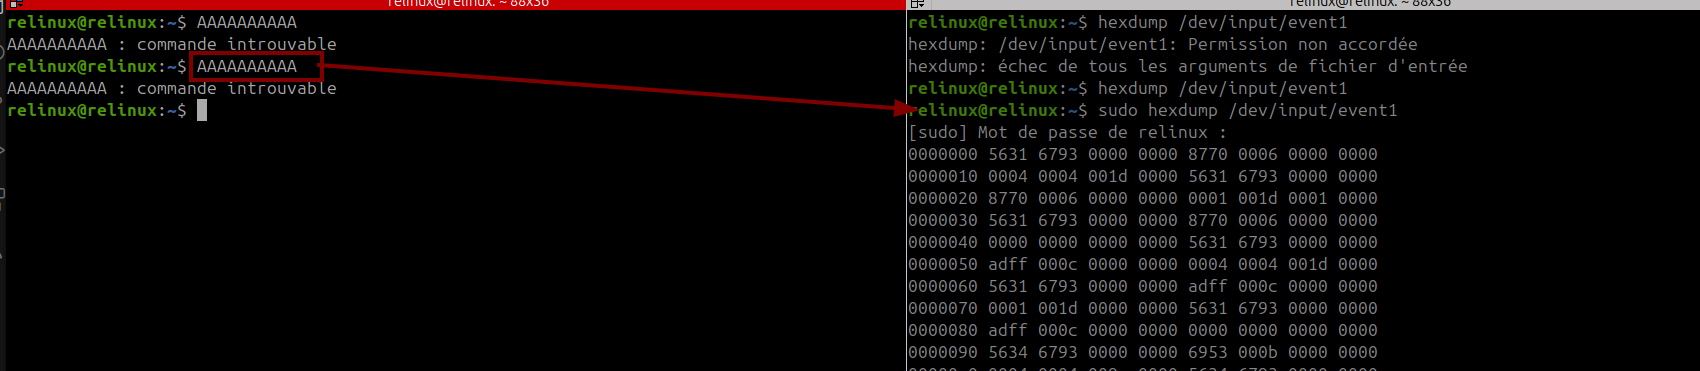 relinux@relinux: ~ 88x36
relinux@relinux:~$ AAAAAAAAAA
AAAAAAAAAA : commande introuvable
relinux@relinux:~$ AAAAAAAAAA
AAAAAAAAAA : commande introuvable
relinux@relinux:~$
relinux@relinux: ~ 88x36
relinux@relinux:~$ hexdump /dev/input/event1
hexdump: /dev/input/event1: Permission non accordée
hexdump: échec de tous les arguments de fichier d'entrée
relinux@relinux:~$ hexdump /dev/input/event1
relinux@relinux:~$ sudo hexdump /dev/input/event1
[sudo] Mot de passe de relinux :
0000000 5631 6793 0000 0000 8770 0006 0000 0000
0000010 0004 0004 001d 0000 5631 6793 0000 0000
0000020 8770 0006 0000 0000 0001 001d 0001 0000
0000030 5631 6793 0000 0000 8770 0006 0000 0000
0000040 0000 0000 0000 0000 5631 6793 0000 0000
0000050 adff 000c 0000 0000 0004 0004 001d 0000
0000060 5631 6793 0000 0000 adff 000c 0000 0000
0000070 0001 001d 0000 0000 5631 6793 0000 0000
0000080 adff 000c 0000 0000 0000 0000 0000 0000
0000090 5634 6793 0000 0000 6953 000b 0000 0000